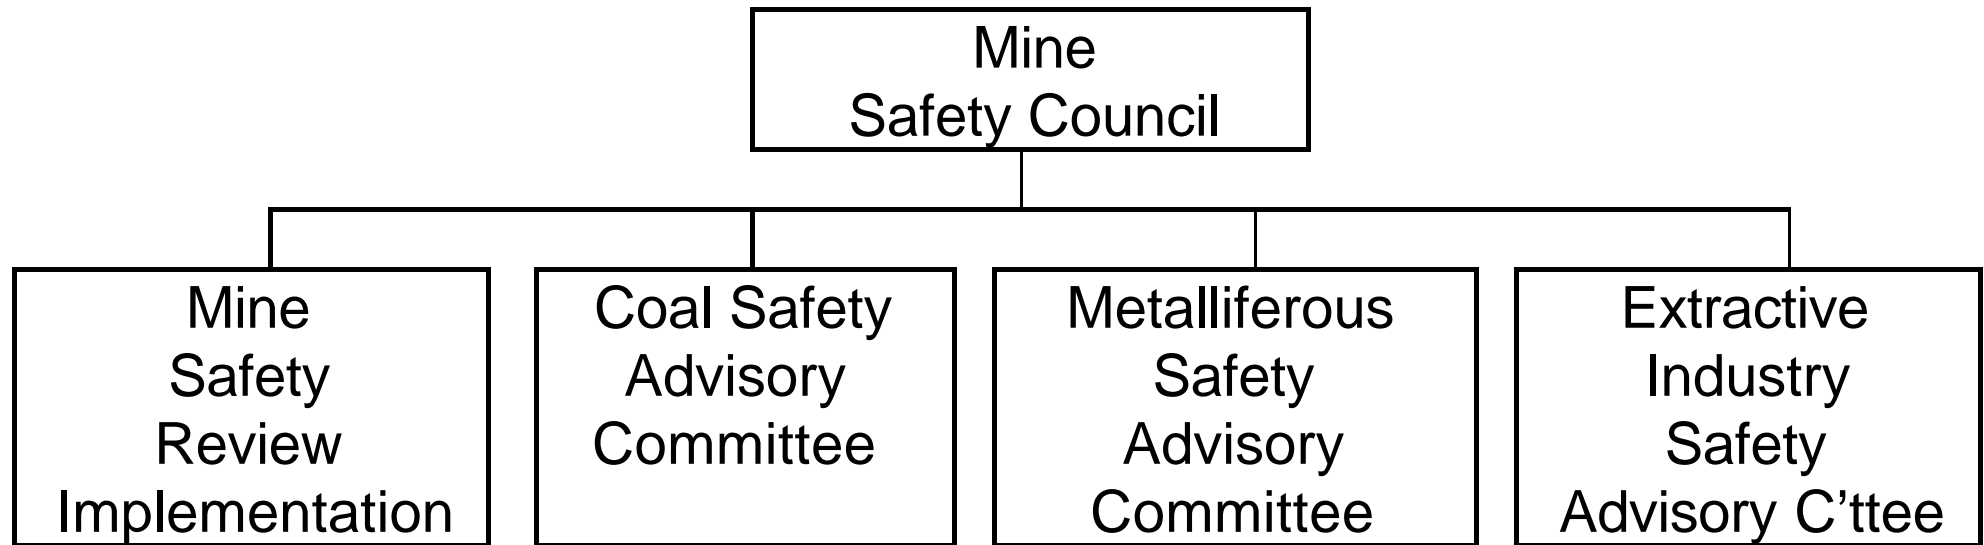 Mine
Safety Council
Mine
Safety
Review
Implementation
Coal Safety
Advisory
Committee
Metalliferous
Safety
Advisory
Committee
Extractive
Industry
Safety
Advisory C’ttee